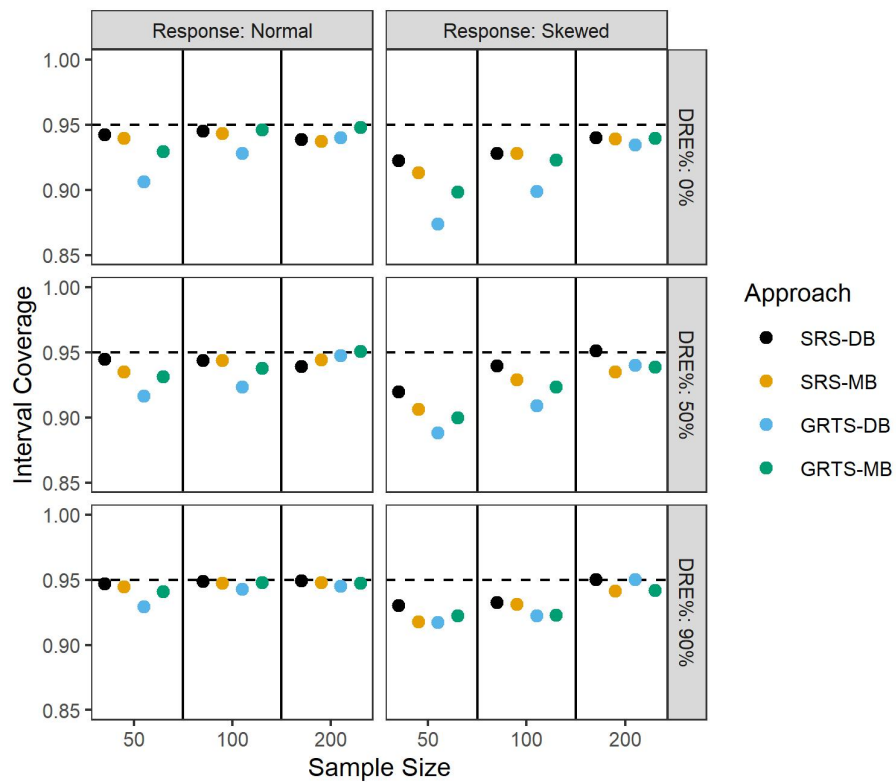 Response: Normal
Response: Skewed
1.00
0.95
0.90
0.85
DRE%: 0%
1.00
0.95
0.90
0.85
DRE%: 50%
1.00
0.95
0.90
0.85
DRE%: 90%
Interval Coverage
50
100
200
50
100
200
Sample Size
Approach
SRS-DB
SRS-MB
GRTS-DB
GRTS-MB